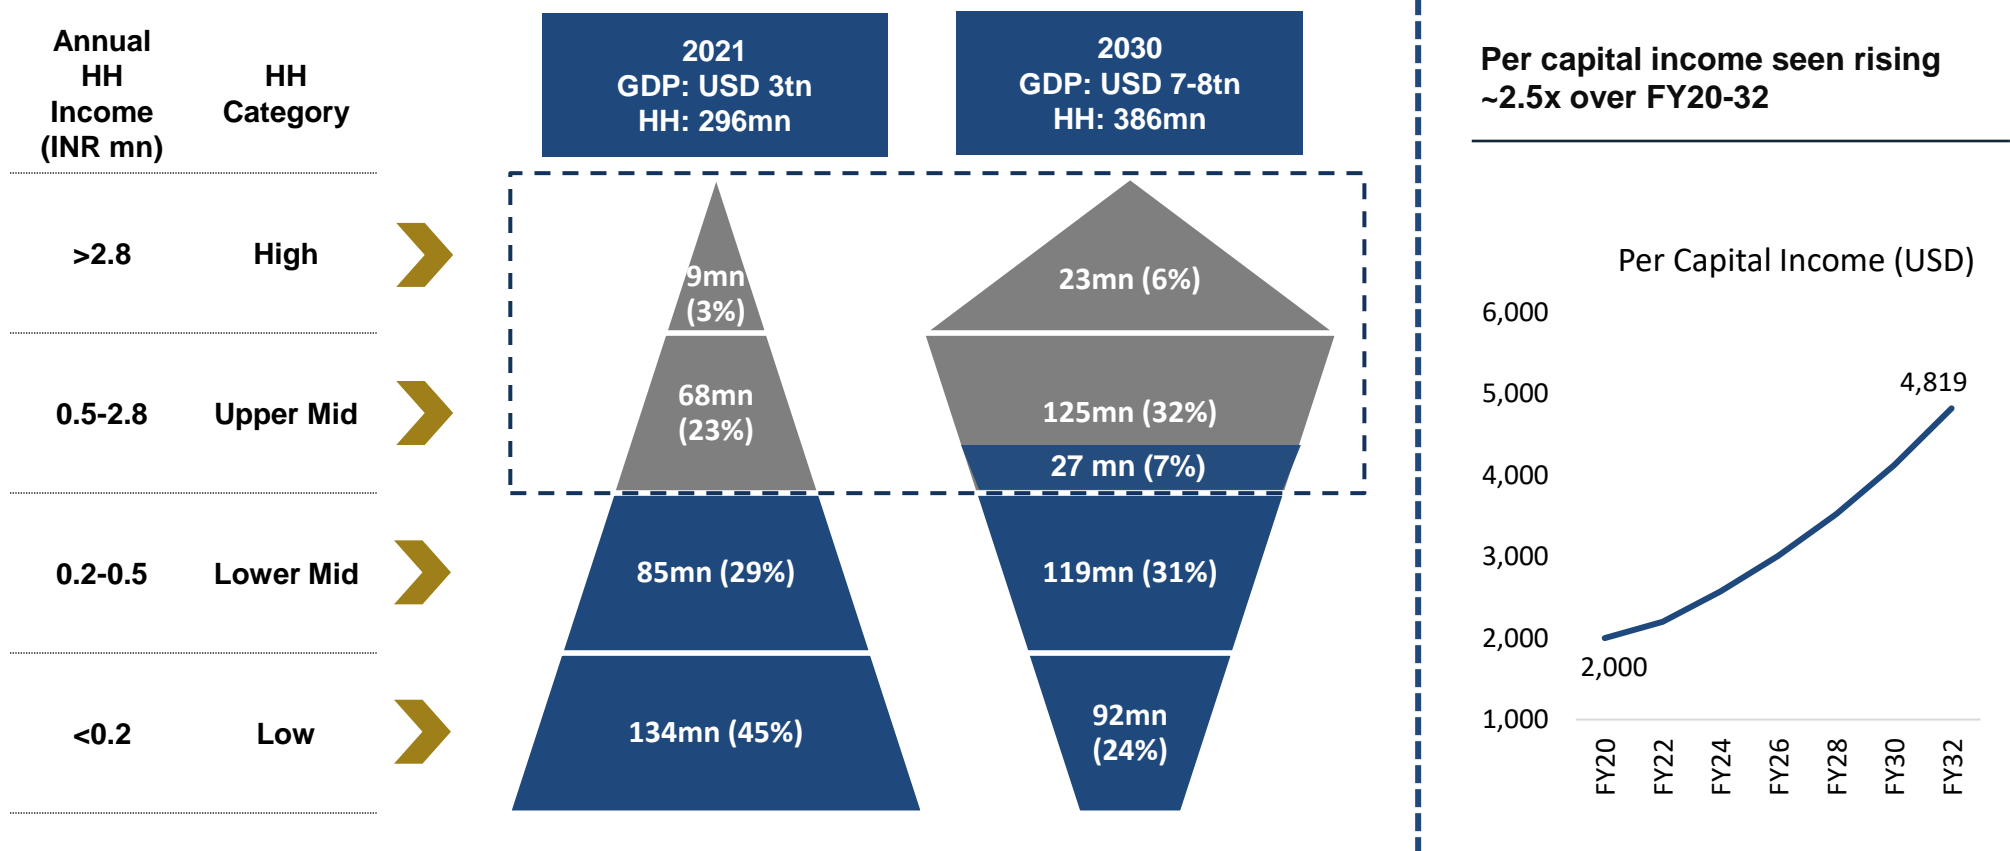 Annual
HH
Income
(INR mn)
HH
Category
2021
GDP: USD 3tn
HH: 296mn
2030
GDP: USD 7-8tn
HH: 386mn
>2.8
High
9mn
(3%)
23mn (6%)
0.5-2.8
Upper Mid
68mn
(23%)
125mn (32%)
27 mn (7%)
0.2-0.5
Lower Mid
85mn (29%)
119mn (31%)
<0.2
Low
134mn (45%)
92mn
(24%)
Per capital income seen rising
~2.5x over FY20-32
Per Capital Income (USD)
6,000
5,000
4,000
3,000
2,000
1,000
4,819
2,000
FY20
FY22
FY24
FY26
FY28
FY30
FY32